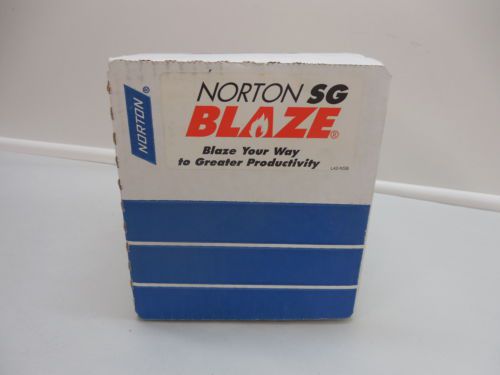 NORTON®
NORTON SG
BLAZE®
Blaze Your Way
to Greater Productivity